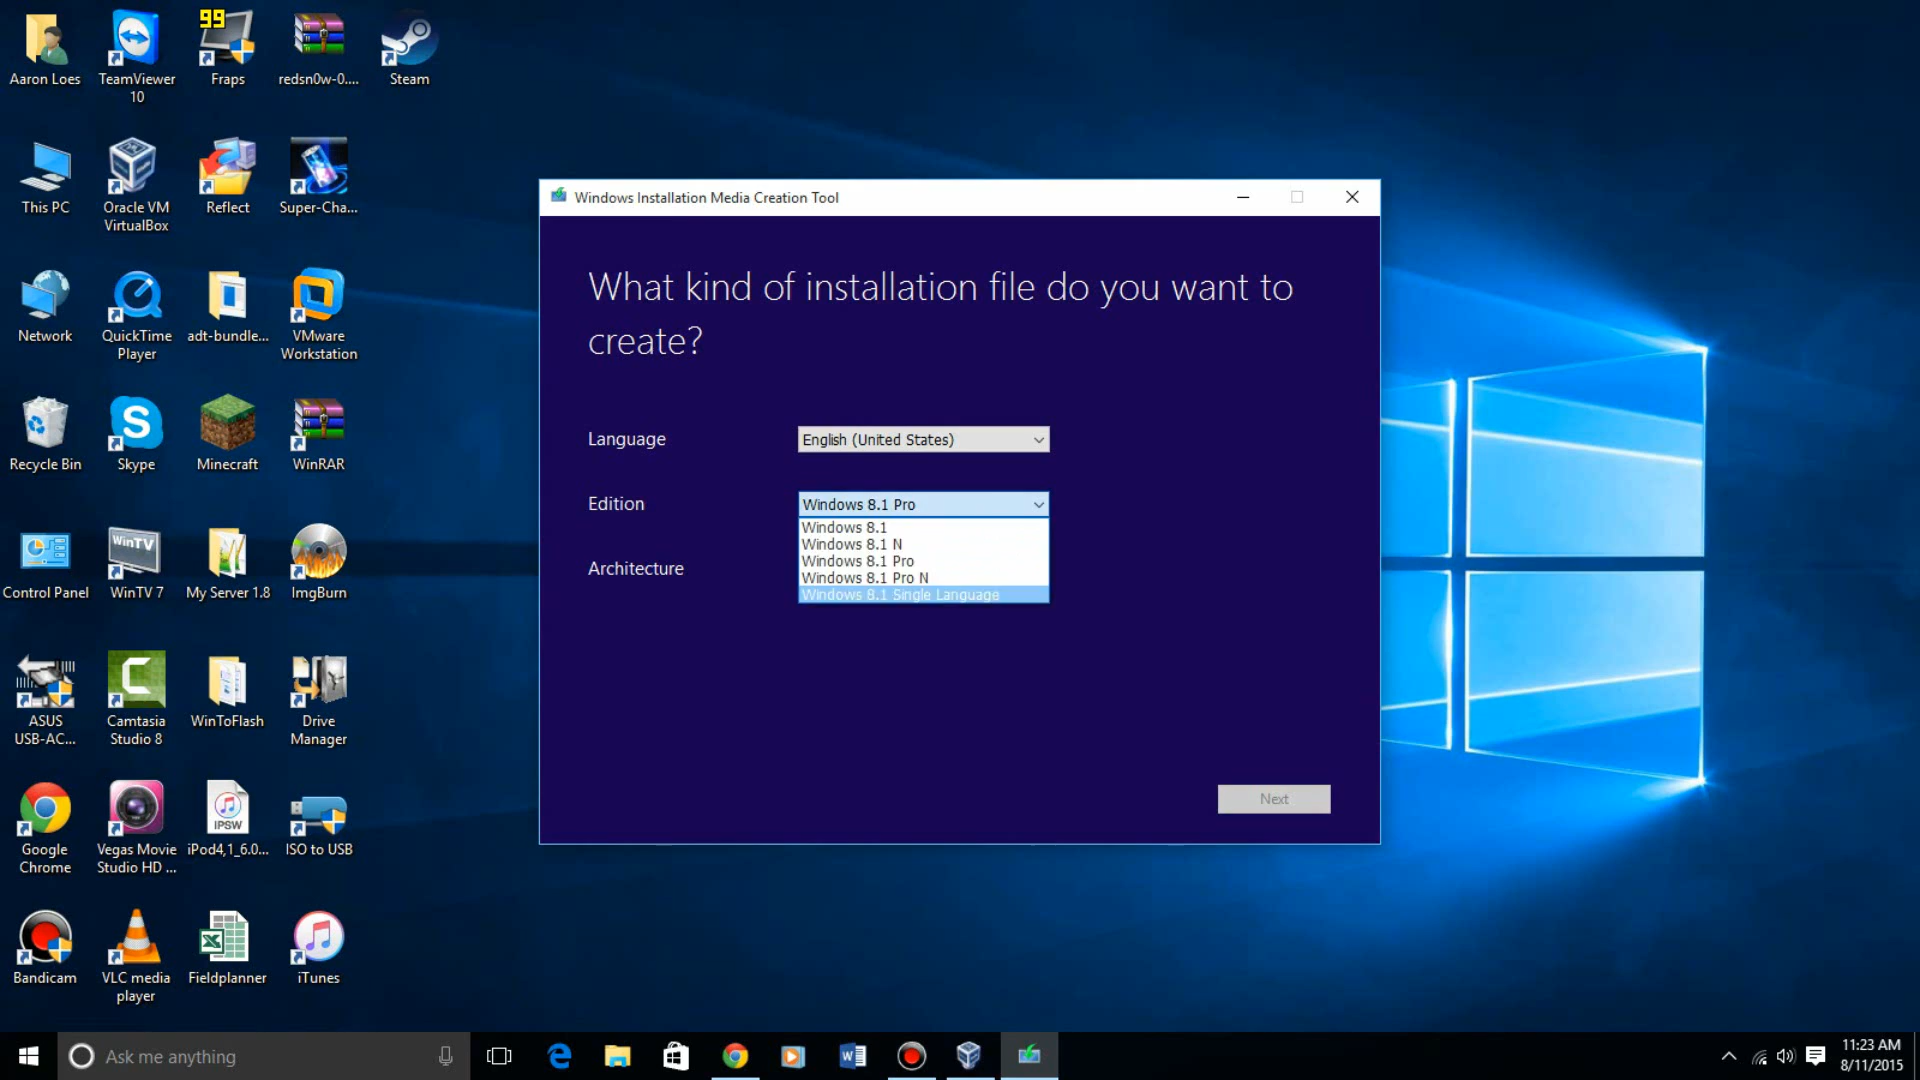 99
Aaron Loes
TeamViewer
10
Fraps
redsn0w-0....
Steam
This PC
Oracle VM
VirtualBox
Reflect
Super-Cha...
Network
QuickTime
Player
adt-bundle...
VMware
Workstation
Recycle Bin
Skype
Minecraft
WinRAR
WinTV
Control Panel
WinTV 7
My Server 1.8
ImgBurn
ASUS
USB-AC...
Camtasia
Studio 8
WinToFlash
Drive
Manager
IPSW
Google
Chrome
Vegas Movie
Studio HD ...
iPod4,1_6.0...
ISO to USB
Bandicam
VLC media
player
Fieldplanner
iTunes
Windows Installation Media Creation Tool
What kind of installation file do you want to
create?
Language
English (United States)
Edition
Windows 8.1 Pro
Windows 8.1
Windows 8.1 N
Windows 8.1 Pro
Windows 8.1 Pro N
Windows 8.1 Single Language
Architecture
Next
Ask me anything
11:23 AM
8/11/2015